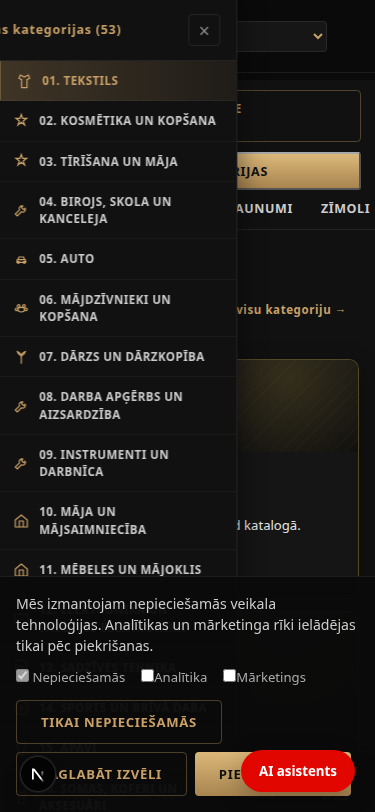 s kategorijas (53)
×
01. TEKSTILS
02. KOSMĒTIKA UN KOPŠANA
03. TĪRĪŠANA UN MĀJA
04. BIROJS, SKOLA UN
KANCELEJA
05. AUTO
06. MĀJDZĪVNIEKI UN
KOPŠANA
07. DĀRZS UN DĀRZKOPĪBA
08. DARBA APĢĒRBS UN
AIZSARDZĪBA
09. INSTRUMENTI UN
DARBNĪCA
10. MĀJA UN
MĀJSAIMNIECĪBA
11. MĒBELES UN MĀJOKLIS
E
RIJAS
AUNUMI ZĪMOLI
visu kategoriju →
d katalogā.
Mēs izmantojam nepieciešamās veikala
tehnoloģijas. Analītikas un mārketinga rīki ielādējas
tikai pēc piekrišanas.
Nepieciešamās Analītika Mārketings
TIKAI NEPIECIEŠAMĀS
GLABĀT IZVĒLI
PIE
N
AI asistents